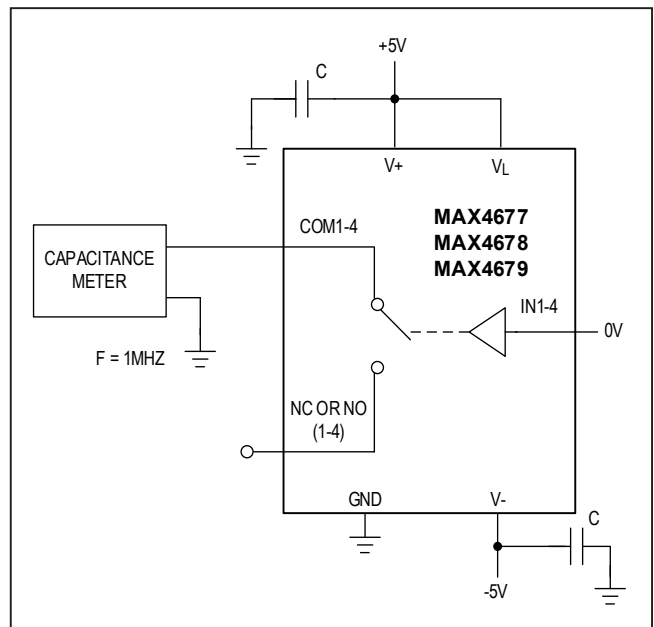 +5V
C
V+
VL
MAX4677
MAX4678
MAX4679
COM1-4
CAPACITANCE
METER
IN1-4
0V
F = 1MHZ
NC OR NO
(1-4)
GND
V-
C
-5V